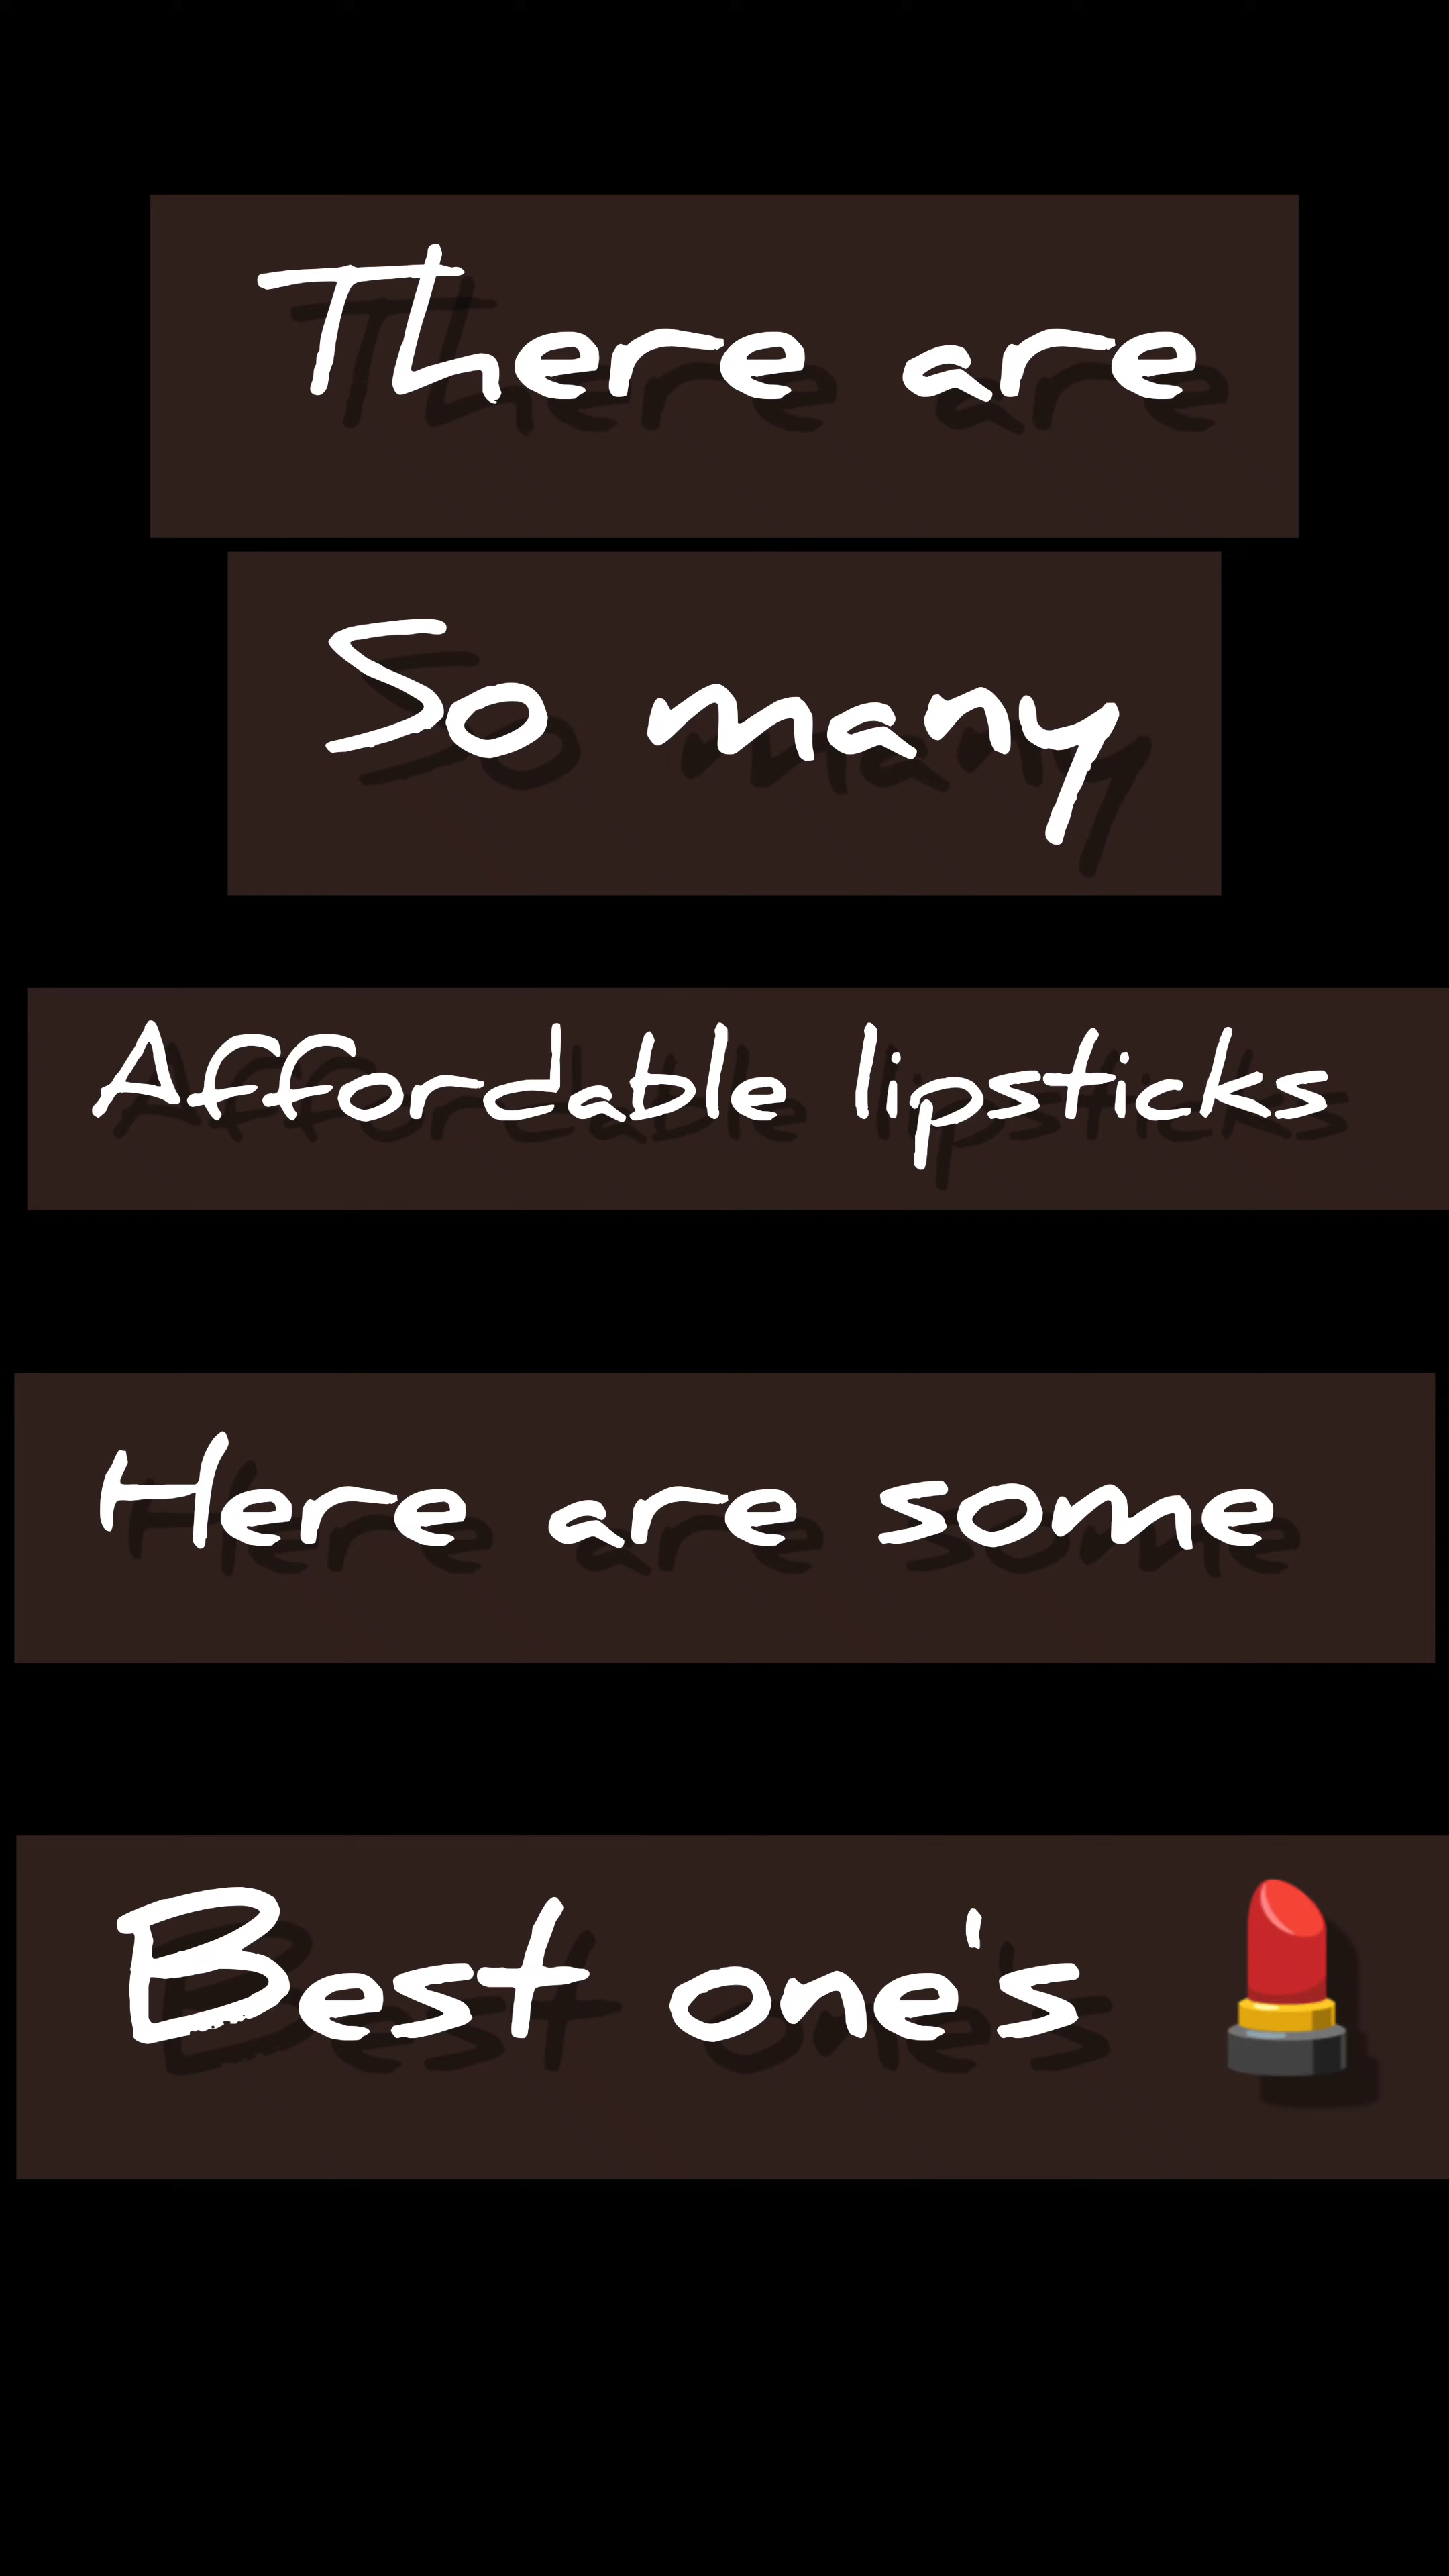 There are
So many
Affordable lipsticks
Here are some
Best one's 💄